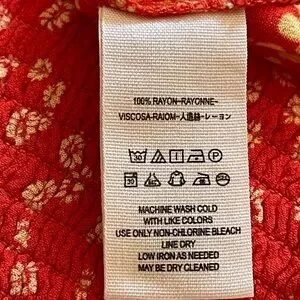 100% RAYON-RAYONNE-
VISCOSA-RAIOM-人造絲-レーヨン
MACHINE WASH COLD
WITH LIKE COLORS
USE ONLY NON-CHLORINE BLEACH
LINE DRY
LOW IRON AS NEEDED
MAY BE DRY CLEANED